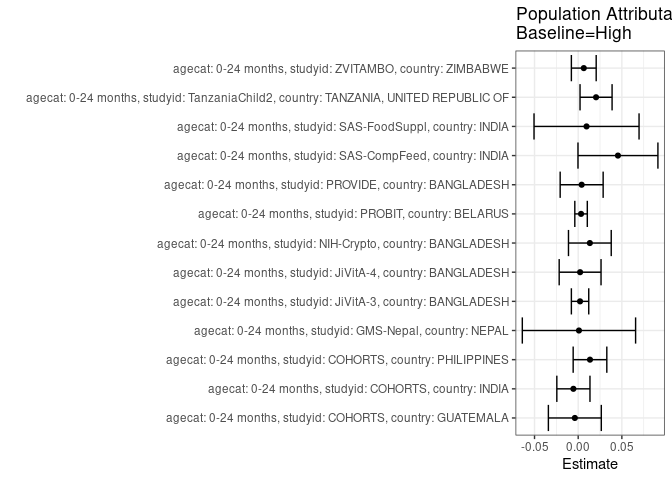 Population Attributa
Baseline=High
agecat: 0-24 months, studyid: ZVITAMBO, country: ZIMBABWE
agecat: 0-24 months, studyid: TanzaniaChild2, country: TANZANIA, UNITED REPUBLIC OF
agecat: 0-24 months, studyid: SAS-FoodSuppl, country: INDIA
agecat: 0-24 months, studyid: SAS-CompFeed, country: INDIA
agecat: 0-24 months, studyid: PROVIDE, country: BANGLADESH
agecat: 0-24 months, studyid: PROBIT, country: BELARUS
agecat: 0-24 months, studyid: NIH-Crypto, country: BANGLADESH
agecat: 0-24 months, studyid: JiVitA-4, country: BANGLADESH
agecat: 0-24 months, studyid: JiVitA-3, country: BANGLADESH
agecat: 0-24 months, studyid: GMS-Nepal, country: NEPAL
agecat: 0-24 months, studyid: COHORTS, country: PHILIPPINES
agecat: 0-24 months, studyid: COHORTS, country: INDIA
agecat: 0-24 months, studyid: COHORTS, country: GUATEMALA
-0.05 0.00 0.05
Estimate